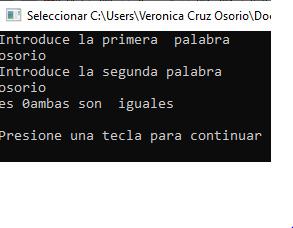 Seleccionar C:\Users\Veronica Cruz Osorio\Doc
Introduce la primera  palabra
osorio
Introduce la segunda palabra
osorio
es 0ambas son  iguales
Presione una tecla para continuar